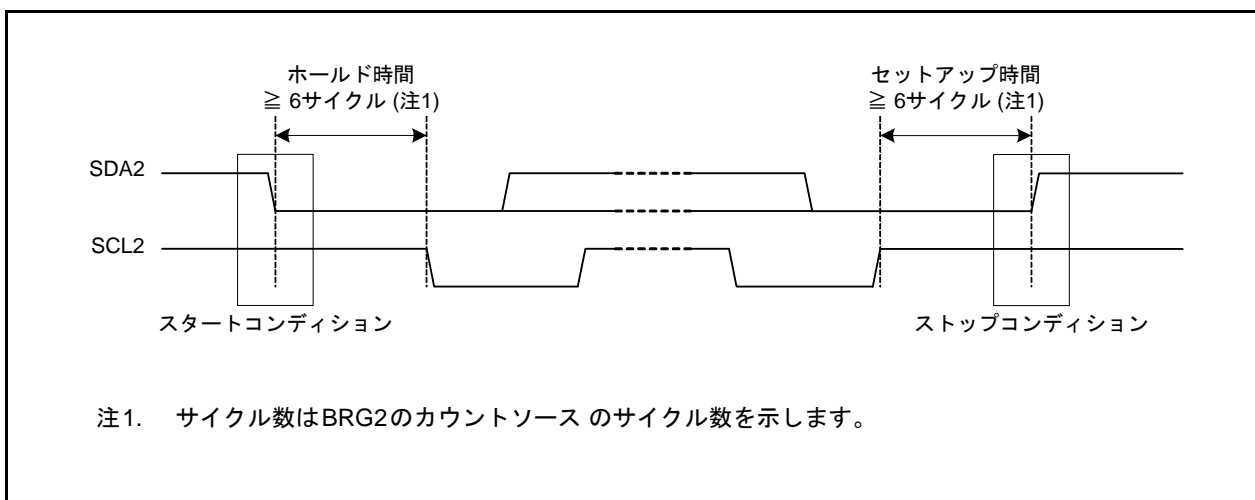 ホールド時間
≧ 6サイクル (注1)
セットアップ時間
≧ 6サイクル (注1)
SDA2
SCL2
スタートコンディション
ストップコンディション
注1. サイクル数はBRG2のカウントソース のサイクル数を示します。